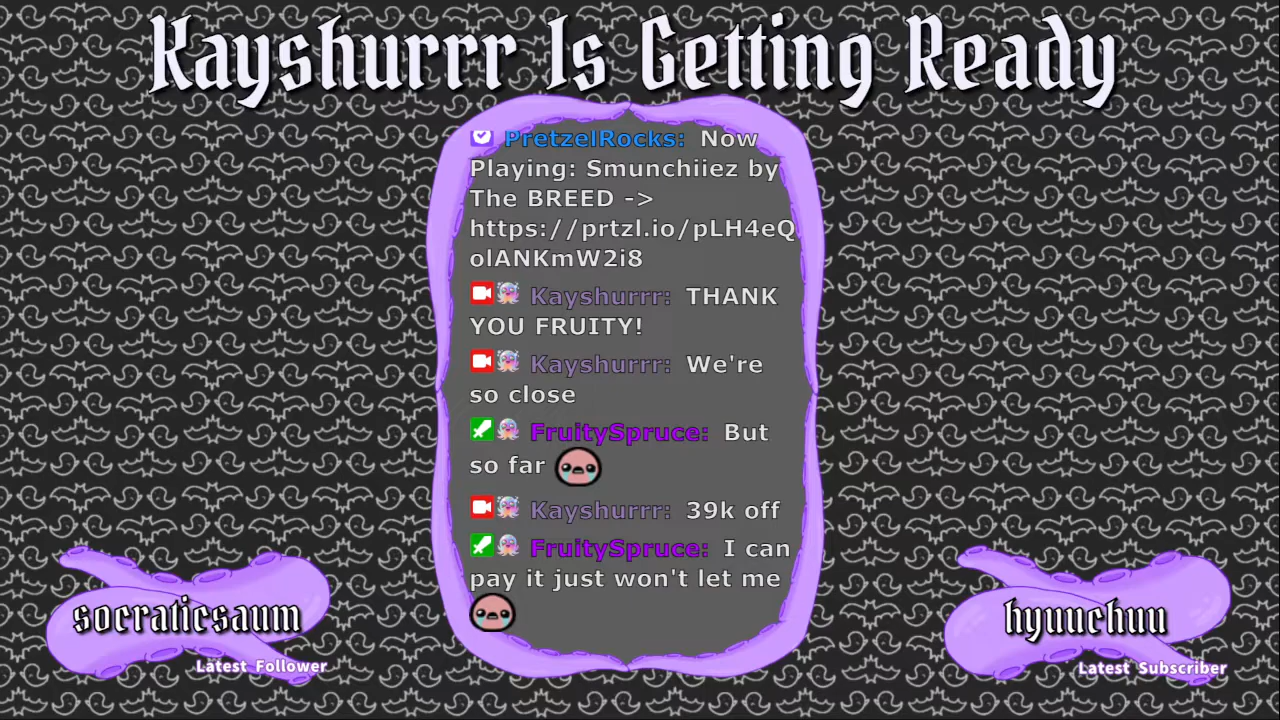 Kayshurrr Is Getting Ready
PretzelRocks: Now
Playing: Smunchiiez by
The BREED ->
https://prtzl.io/pLH4eQ
olANKmW2i8
Kayshurrr: THANK
YOU FRUITY!
Kayshurrr: We're
so close
FruitySpruce: But
so far
Kayshurrr: 39k off
FruitySpruce: I can
pay it just won't let me
socraticsaum
Latest Follower
hyuuchuu
Latest Subscriber